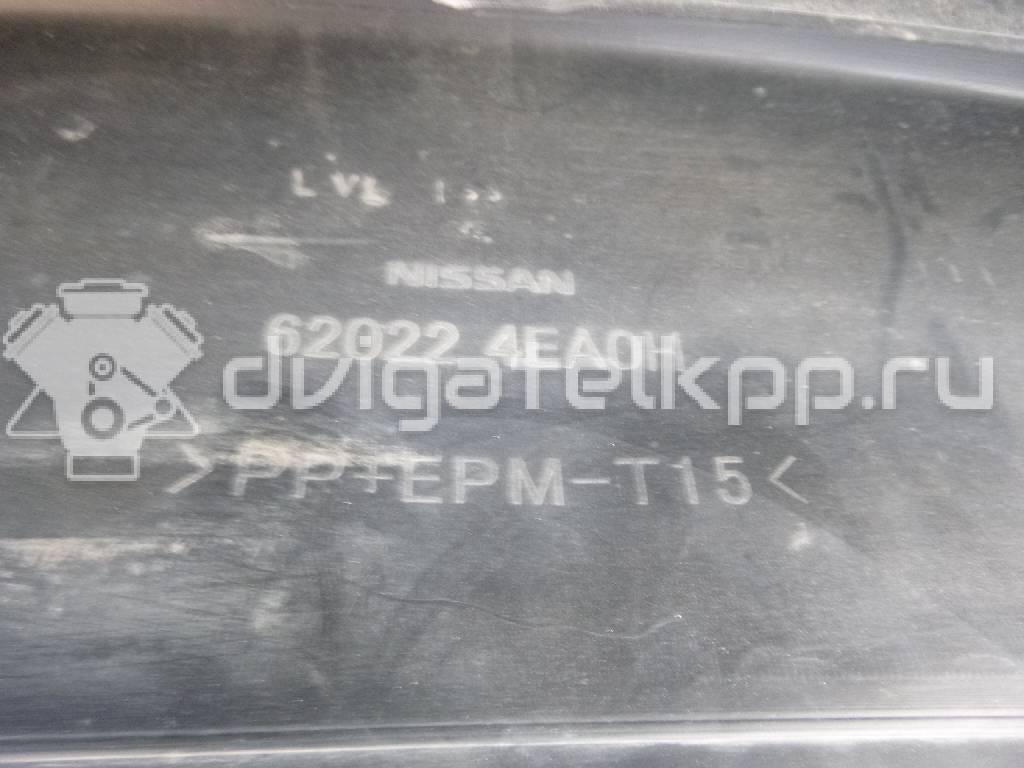 NISSAN
62022 4EA0H
dvigatelkpp.ru
>PP+EPM-T15<